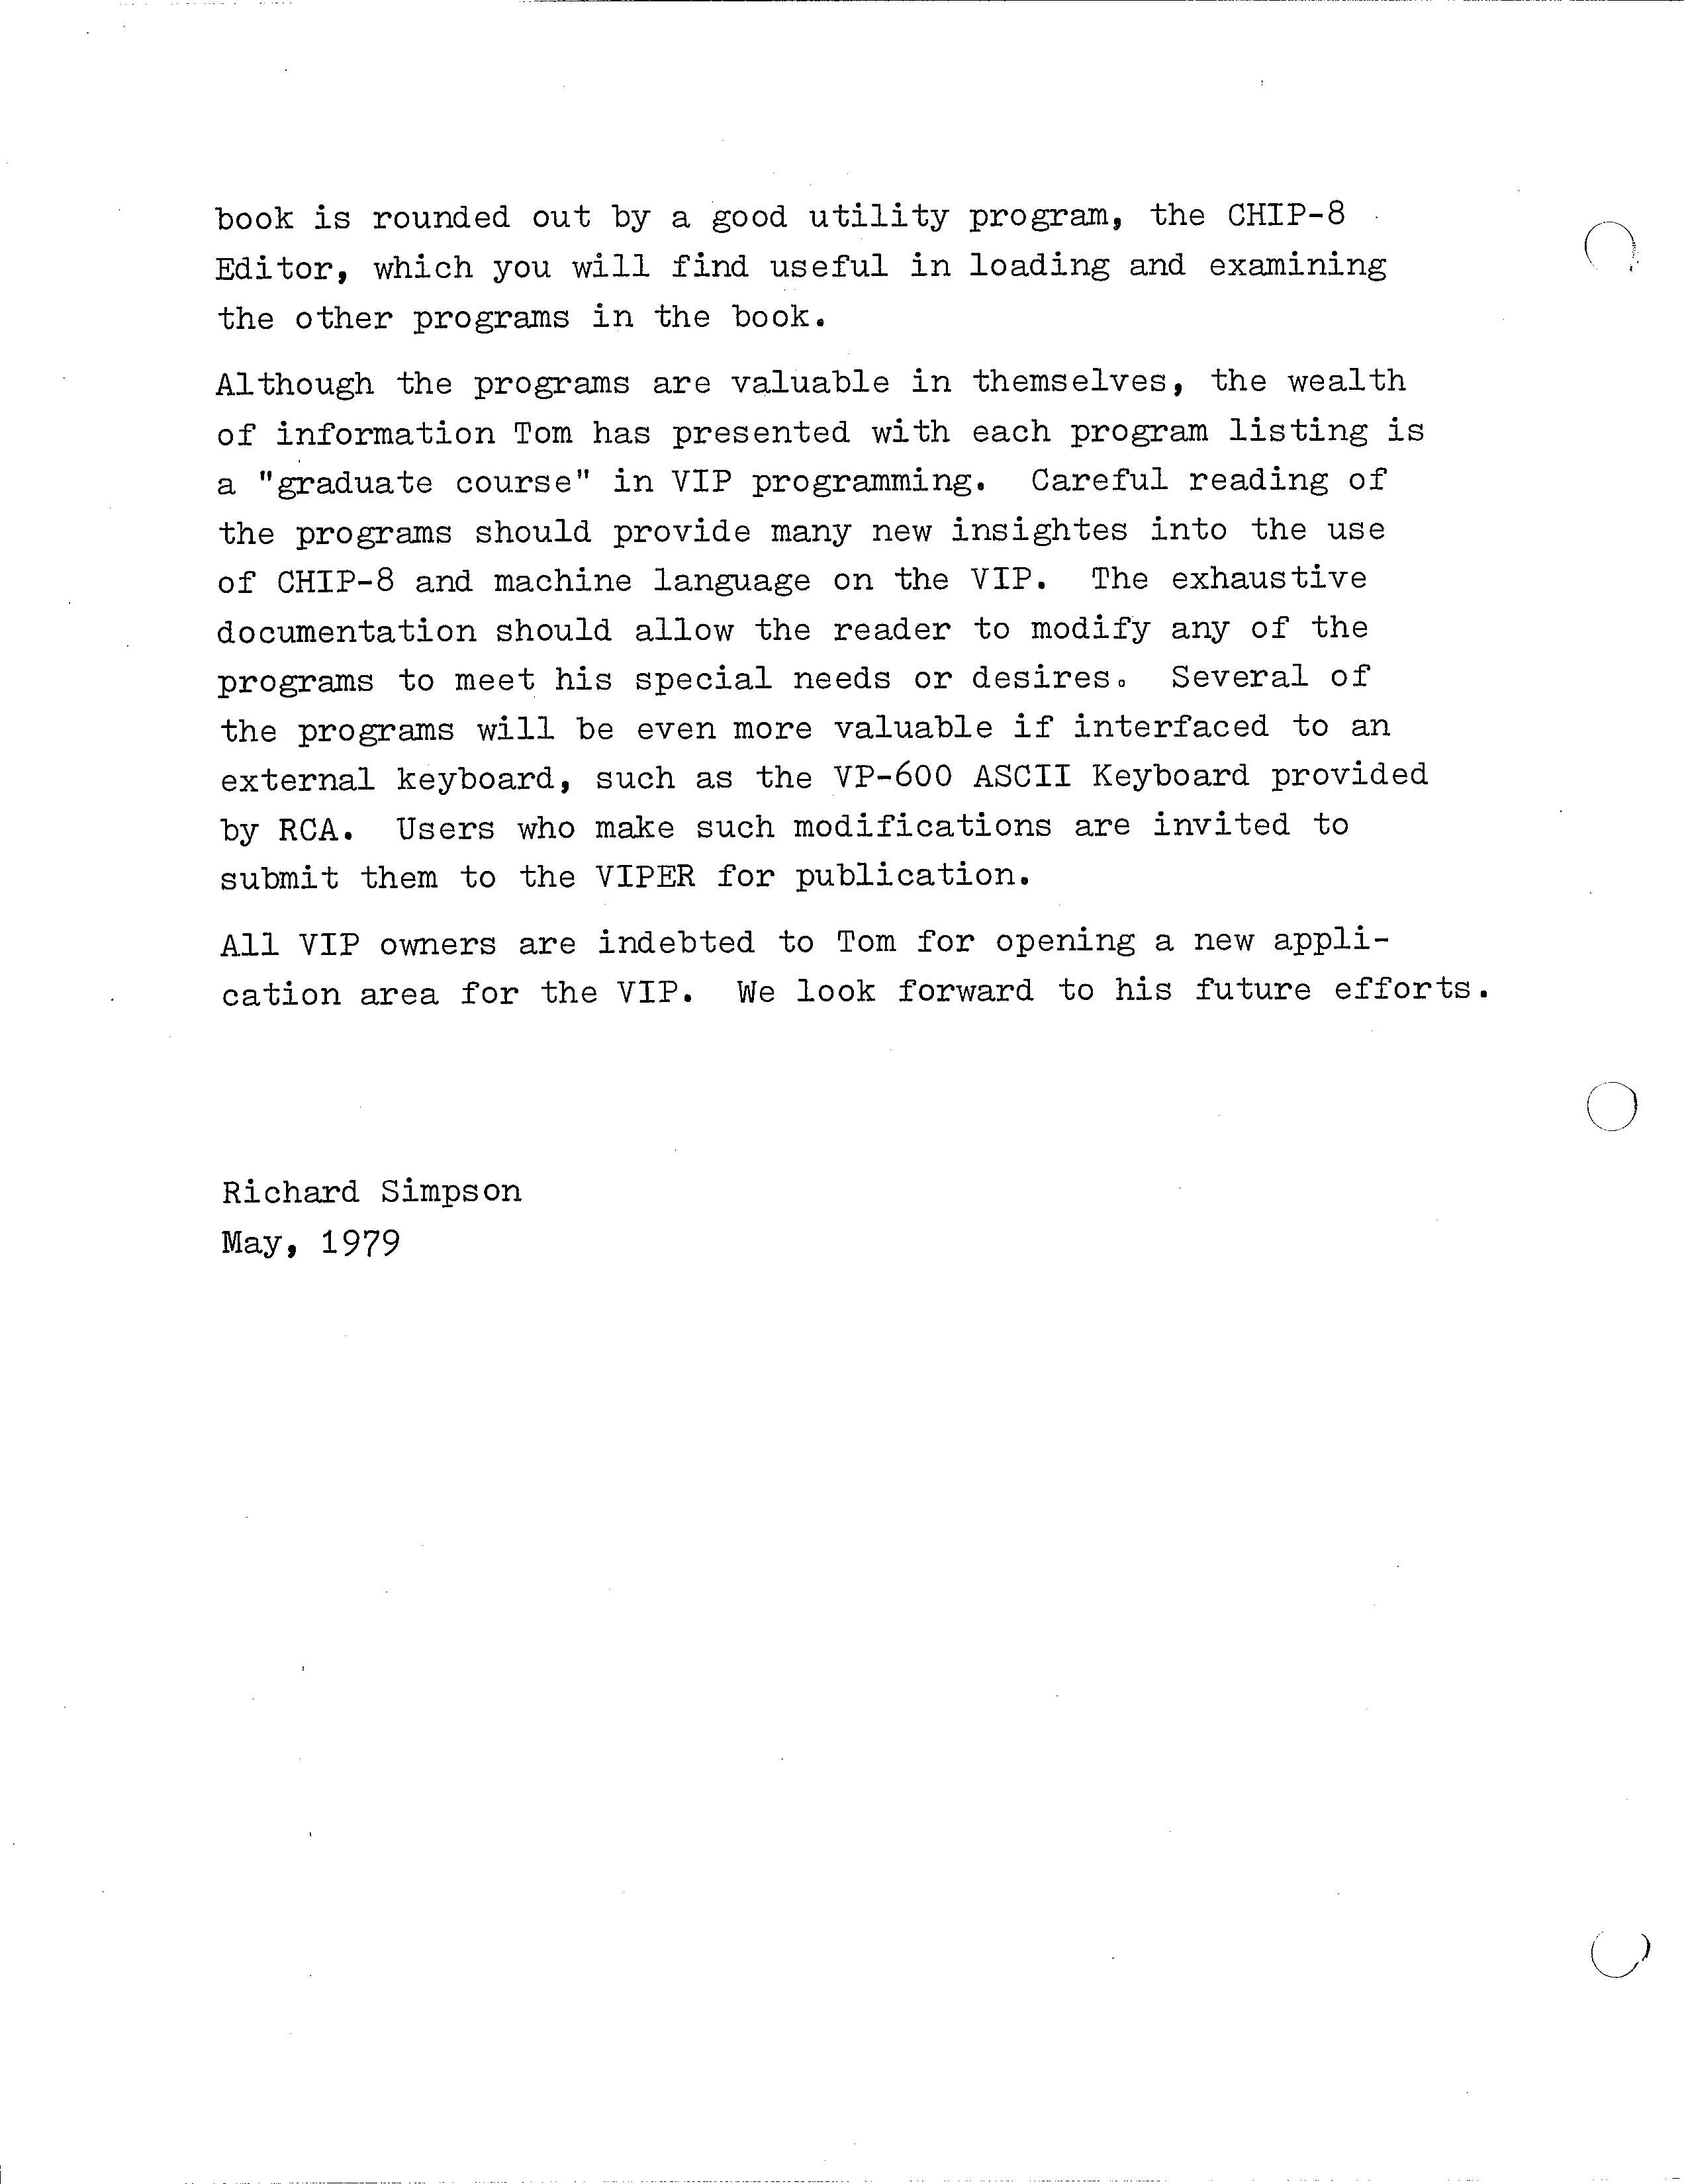 book is rounded out by a good utility program, the CHIP-8
Editor, which you will find useful in loading and examining
the other programs in the book.
Although the programs are valuable in themselves, the wealth
of information Tom has presented with each program listing is
a "graduate course" in VIP programming.  Careful reading of
the programs should provide many new insightes into the use
of CHIP-8 and machine language on the VIP.  The exhaustive
documentation should allow the reader to modify any of the
programs to meet his special needs or desires.  Several of
the programs will be even more valuable if interfaced to an
external keyboard, such as the VP-600 ASCII Keyboard provided
by RCA.  Users who make such modifications are invited to
submit them to the VIPER for publication.
All VIP owners are indebted to Tom for opening a new appli-
cation area for the VIP.  We look forward to his future efforts.
Richard Simpson
May, 1979